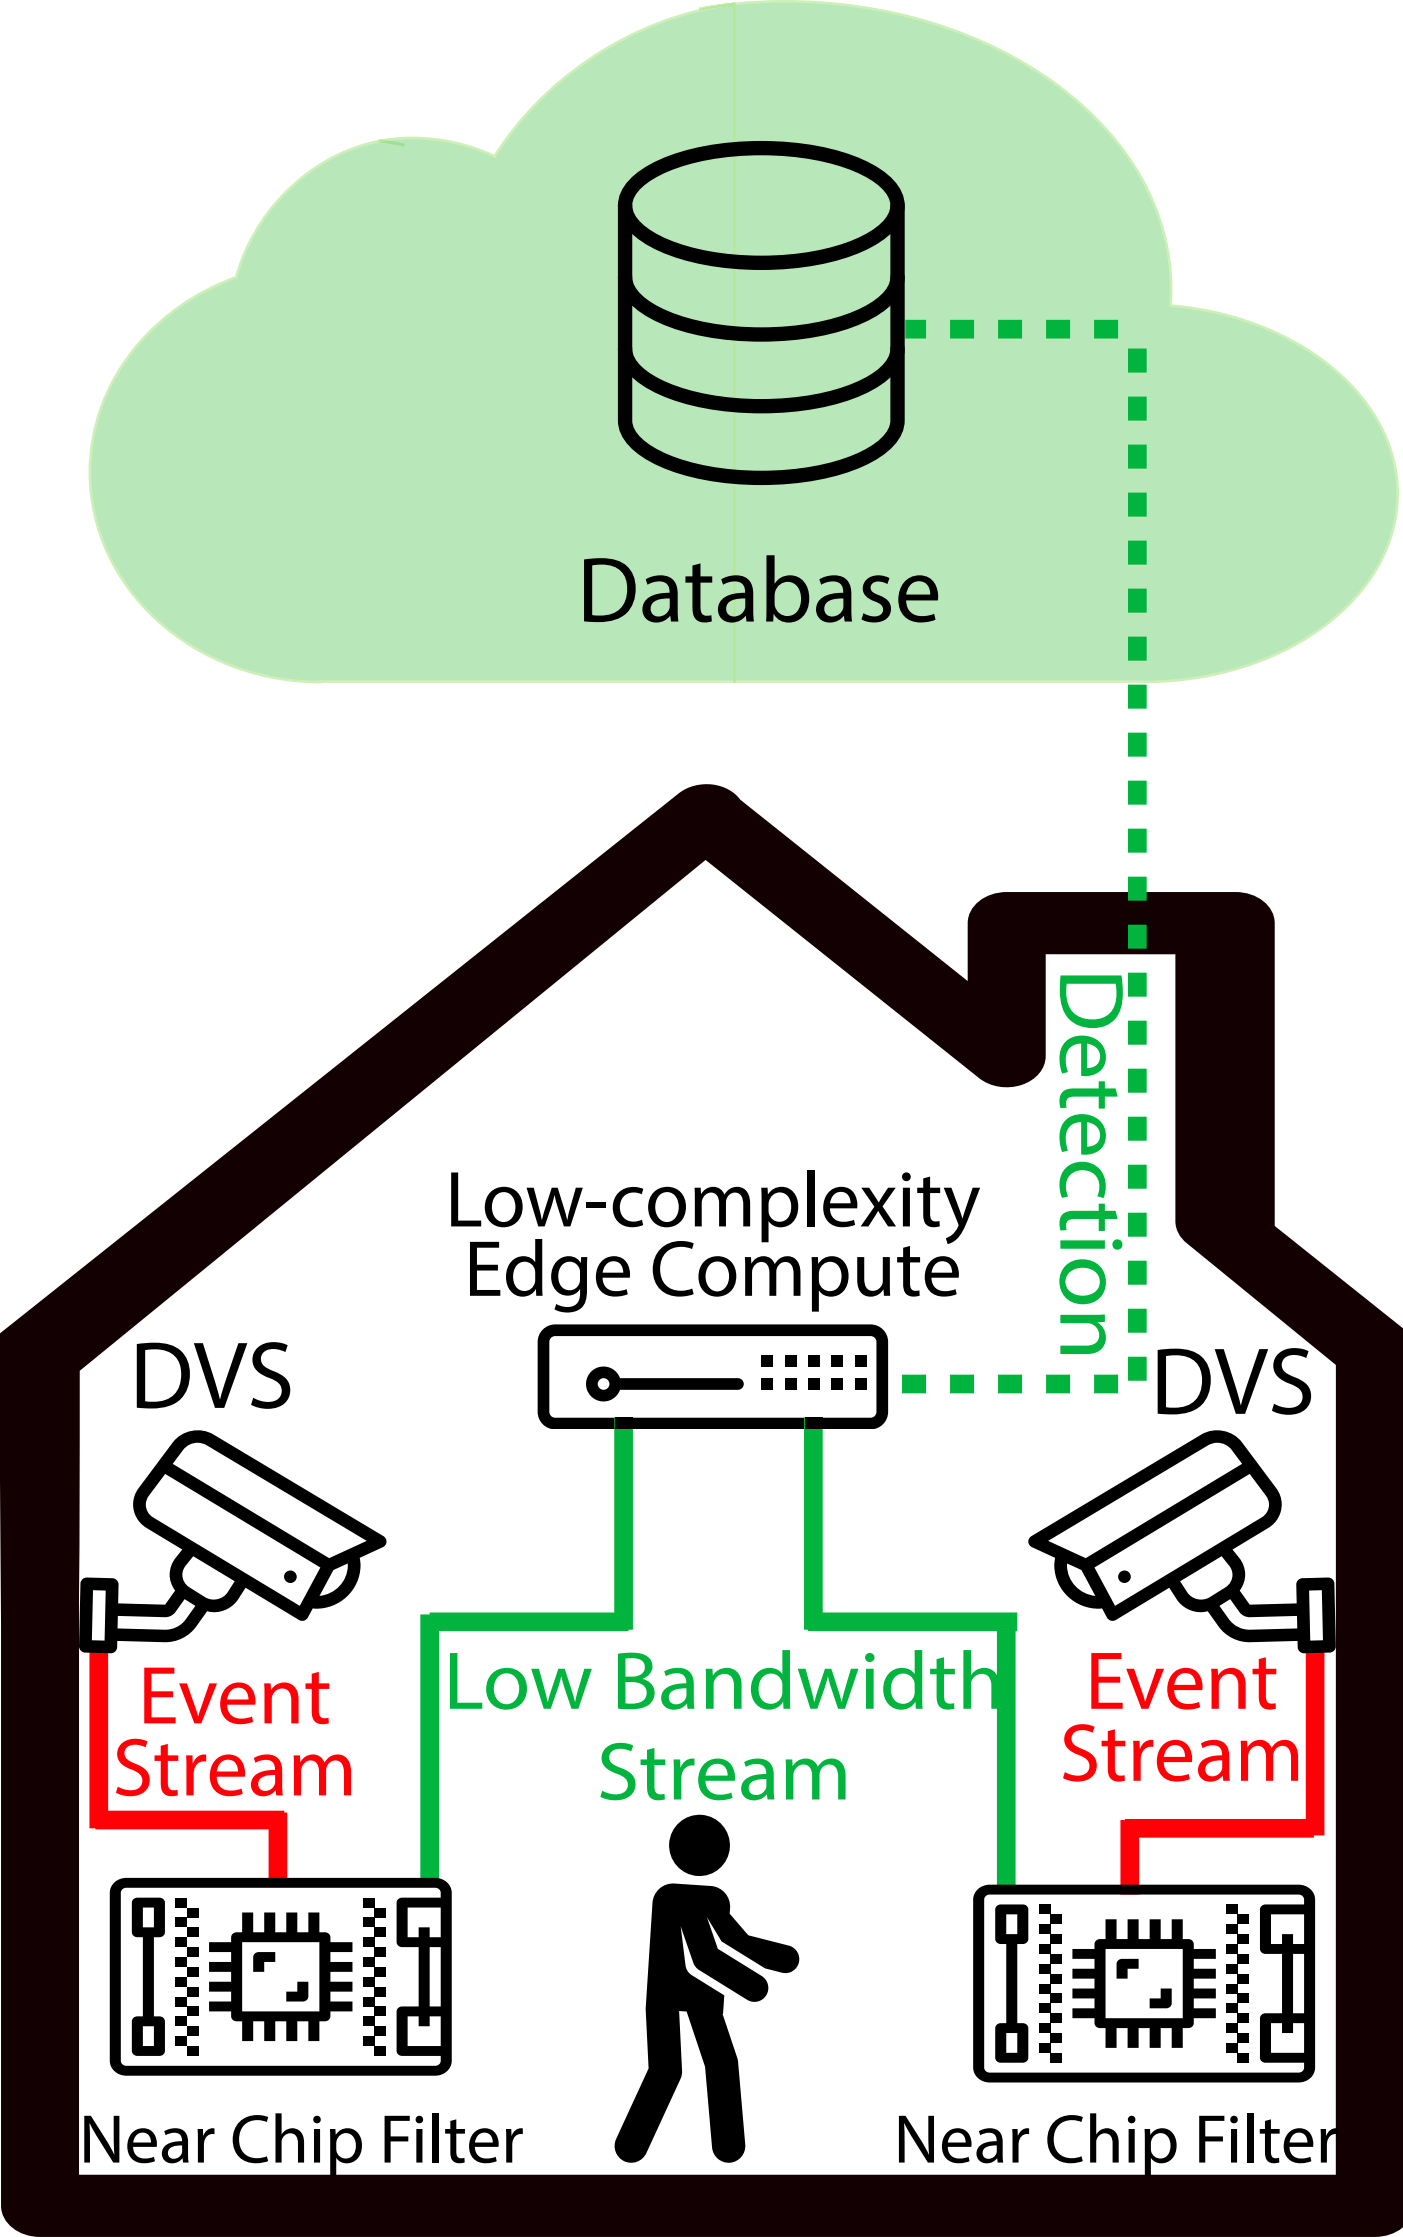 Database
Detection
Low-complexity
Edge Compute
DVS
DVS
Event
Stream
Low Bandwidth
Stream
Event
Stream
Near Chip Filter
Near Chip Filter